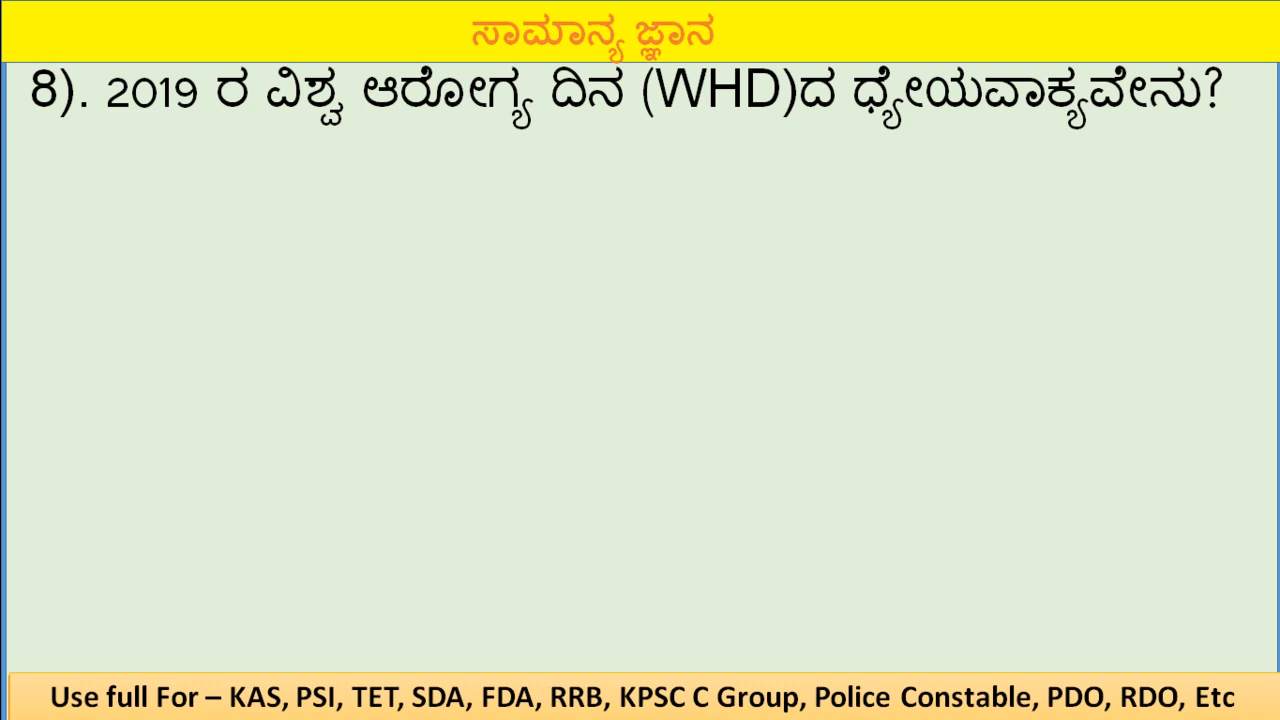 ಸಾಮಾನ್ಯ ಜ್ಞಾನ
8). 2019 ರ ವಿಶ್ವ ಆರೋಗ್ಯ ದಿನ (WHD)ದ ಧ್ಯೇಯವಾಕ್ಯವೇನು?
Use full For – KAS, PSI, TET, SDA, FDA, RRB, KPSC C Group, Police Constable, PDO, RDO, Etc